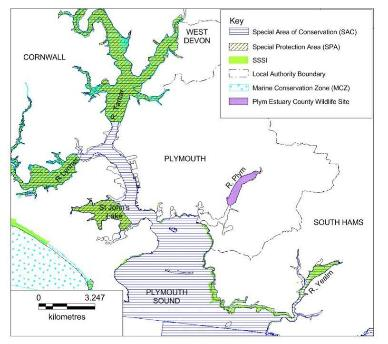 WEST
DEVON
CORNWALL
Key
Special Area of Conservation (SAC)
Special Protection Area (SPA)
SSSI
Local Authority Boundary
Marine Conservation Zone (MCZ)
Plym Estuary County Wildlife Site
R. Tamar
PLYMOUTH
R. Lynher
R. Plym
St John's
Lake
SOUTH HAMS
R. Yealm
PLYMOUTH
SOUND
0 3.247
kilometres